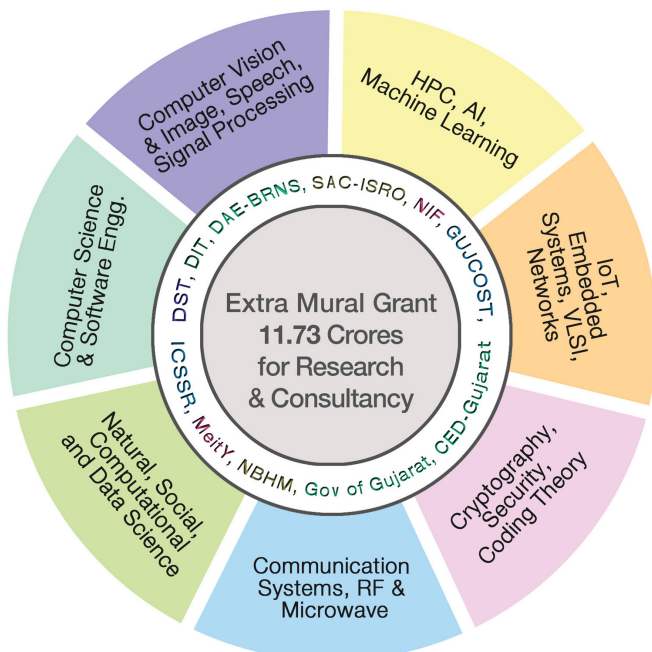 Computer Vision
& Image, Speech,
Signal Processing
HPC, AI,
Machine Learning
IoT,
Embedded
Systems, VLSI,
Networks
Cryptography,
Security,
Coding Theory
Communication
Systems, RF &
Microwave
Natural, Social,
Computational
and Data Science
Computer Science
& Software Engg.
DST, DIT, DAE-BRNS, SAC-ISRO, NIF, GUJCOST,
ICSSR, MeitY, NBHM, Gov of Gujarat, CED-Gujarat
Extra Mural Grant
11.73 Crores
for Research
& Consultancy